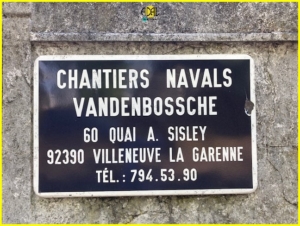 CHANTIERS NAVALS
VANDENBOSSCHE
60 QUAI A. SISLEY
92390 VILLENEUVE LA GARENNE
TÉL.: 794.53.90